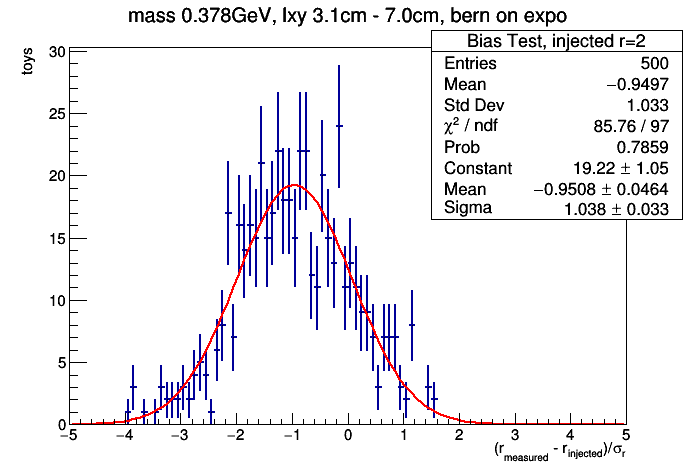 mass 0.378GeV, lxy 3.1cm - 7.0cm, bern on expo
toys
30
25
20
15
10
5
0
−5 −4 −3 −2 −1 0 1 2 3 4 5
(r_measured - r_injected)/σ_r
Bias Test, injected r=2
Entries 500
Mean −0.9497
Std Dev 1.033
χ² / ndf 85.76 / 97
Prob 0.7859
Constant 19.22 ± 1.05
Mean −0.9508 ± 0.0464
Sigma 1.038 ± 0.033